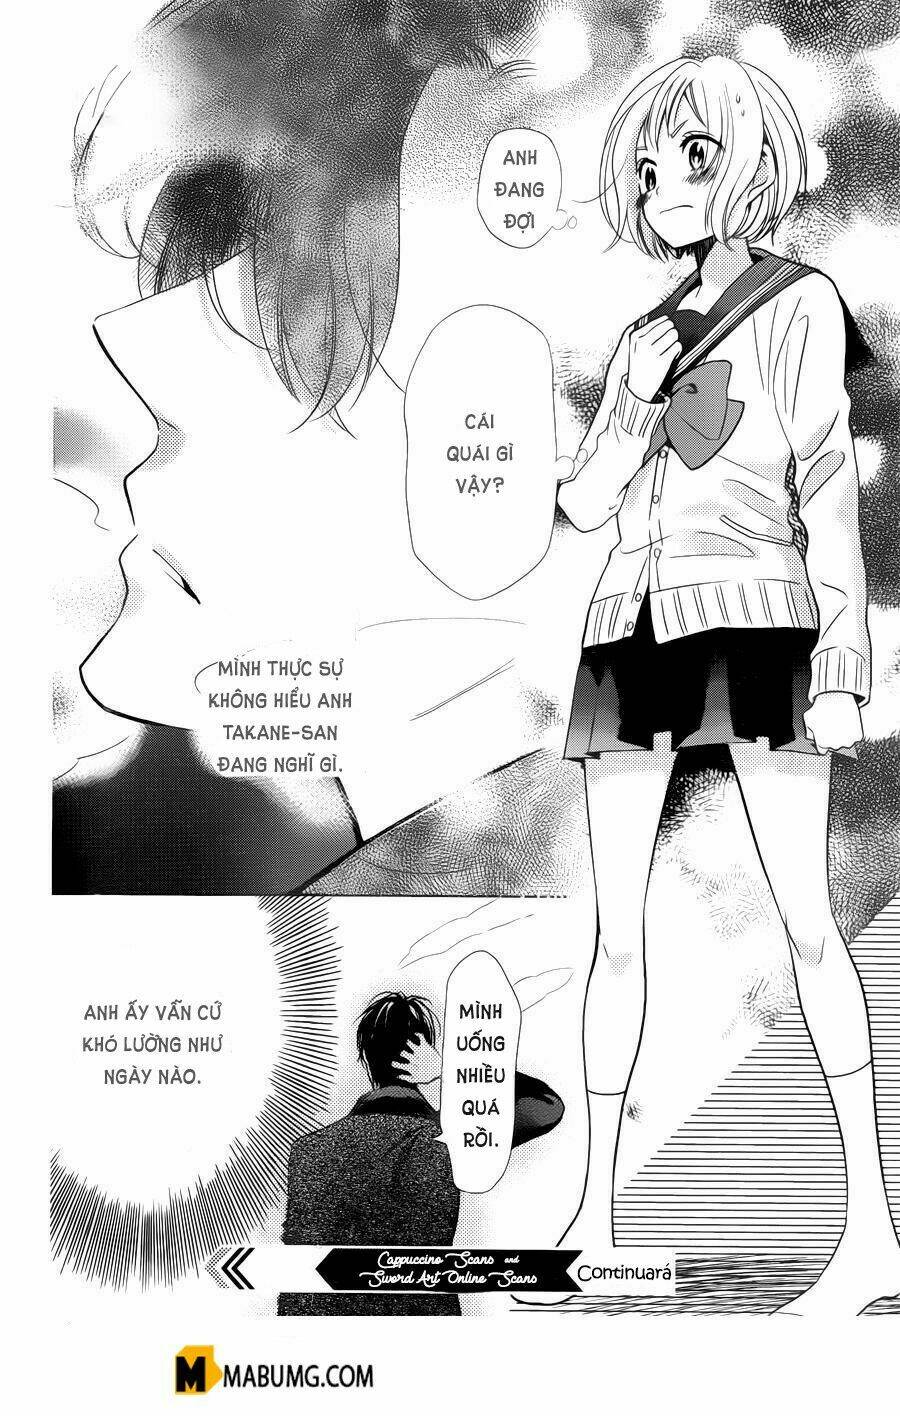 ANH
ĐANG
ĐỢI
CÁI
QUÁI GÌ
VẬY?
MÌNH THỰC SỰ
KHÔNG HIỂU ANH
TAKANE-SAN
ĐANG NGHĨ GÌ.
ANH ẤY VẪN CỨ
KHÓ LƯỜNG NHƯ
NGÀY NÀO.
MÌNH
UỐNG
NHIỀU
QUÁ
RỒI.
Cappuccino Scans and
Sword Art Online Scans
Continuará
MABUMG.COM